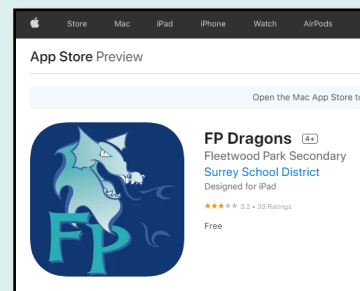 Store Mac iPad iPhone Watch AirPods
App Store Preview
Open the Mac App Store to
FP Dragons 4+
Fleetwood Park Secondary
Surrey School District
Designed for iPad
★★★★★ 3.2 • 33 Ratings
Free
FP